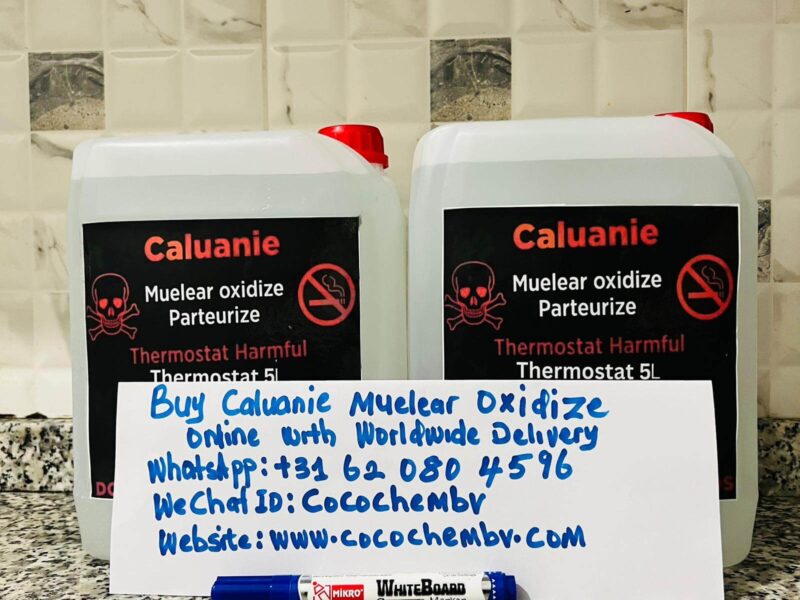 Caluanie
Muelear oxidize
Parteurize
Thermostat Harmful
Thermostat 5L
Caluanie
Muelear oxidize
Parteurize
Thermostat Harmful
Thermostat 5L
Buy Caluanie Muelear Oxidize
Online with Worldwide Delivery
WhatsApp: +31 62 080 4596
WeChat ID: Cocochembv
Website: www.cocochembv.com
MIKRO WHITEBOARD